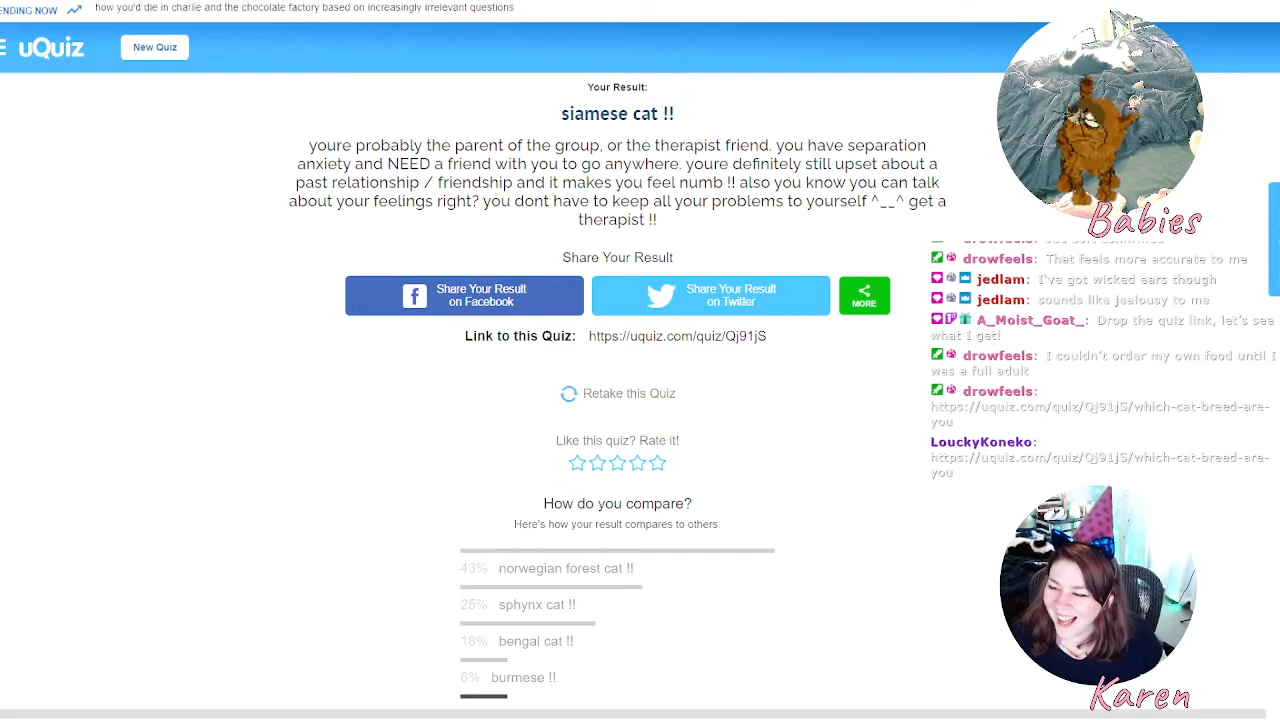 ENDING NOW how you'd die in charlie and the chocolate factory based on increasingly irrelevant questions
uQuiz New Quiz
Your Result:
siamese cat !!
youre probably the parent of the group, or the therapist friend. you have separation
anxiety and NEED a friend with you to go anywhere. youre definitely still upset about a
past relationship / friendship and it makes you feel numb !! also you know you can talk
about your feelings right? you dont have to keep all your problems to yourself ^__^ get a
therapist !!
Share Your Result
f Share Your Result
on Facebook
Share Your Result
on Twitter
MORE
Link to this Quiz: https://uquiz.com/quiz/Qj91jS
Retake this Quiz
Like this quiz? Rate it!
How do you compare?
Here's how your result compares to others:
43% norwegian forest cat !!
25% sphynx cat !!
18% bengal cat !!
6% burmese !!
Babies
drowfeels: That feels more accurate to me
jedlam: I've got wicked ears though
jedlam: sounds like jealousy to me
A_Moist_Goat_: Drop the quiz link, let's see
what I get!
drowfeels: I couldn't order my own food until I
was a full adult
drowfeels:
https://uquiz.com/quiz/Qj91jS/which-cat-breed-are-
you
LouckyKoneko:
https://uquiz.com/quiz/Qj91jS/which-cat-breed-are-
you
Karen